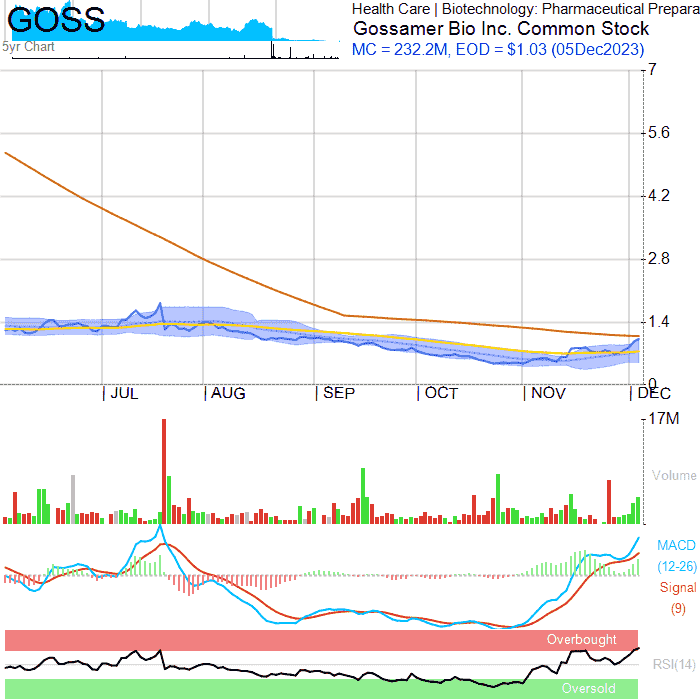 GOSS
Health Care | Biotechnology: Pharmaceutical Prepara
Gossamer Bio Inc. Common Stock
5yr Chart
MC = 232.2M, EOD = $1.03 (05Dec2023)
7
5.6
4.2
2.8
1.4
0
JUL AUG SEP OCT NOV DEC
17M
Volume
MACD
(12-26)
Signal
(9)
Overbought
RSI(14)
Oversold